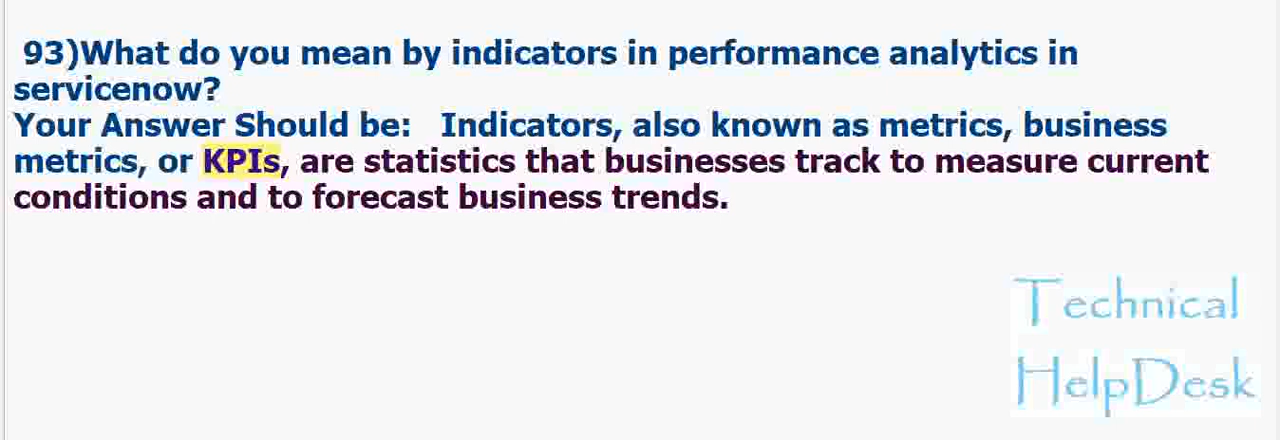 93)What do you mean by indicators in performance analytics in
servicenow?
Your Answer Should be: Indicators, also known as metrics, business
metrics, or KPIs, are statistics that businesses track to measure current
conditions and to forecast business trends.
Technical
HelpDesk